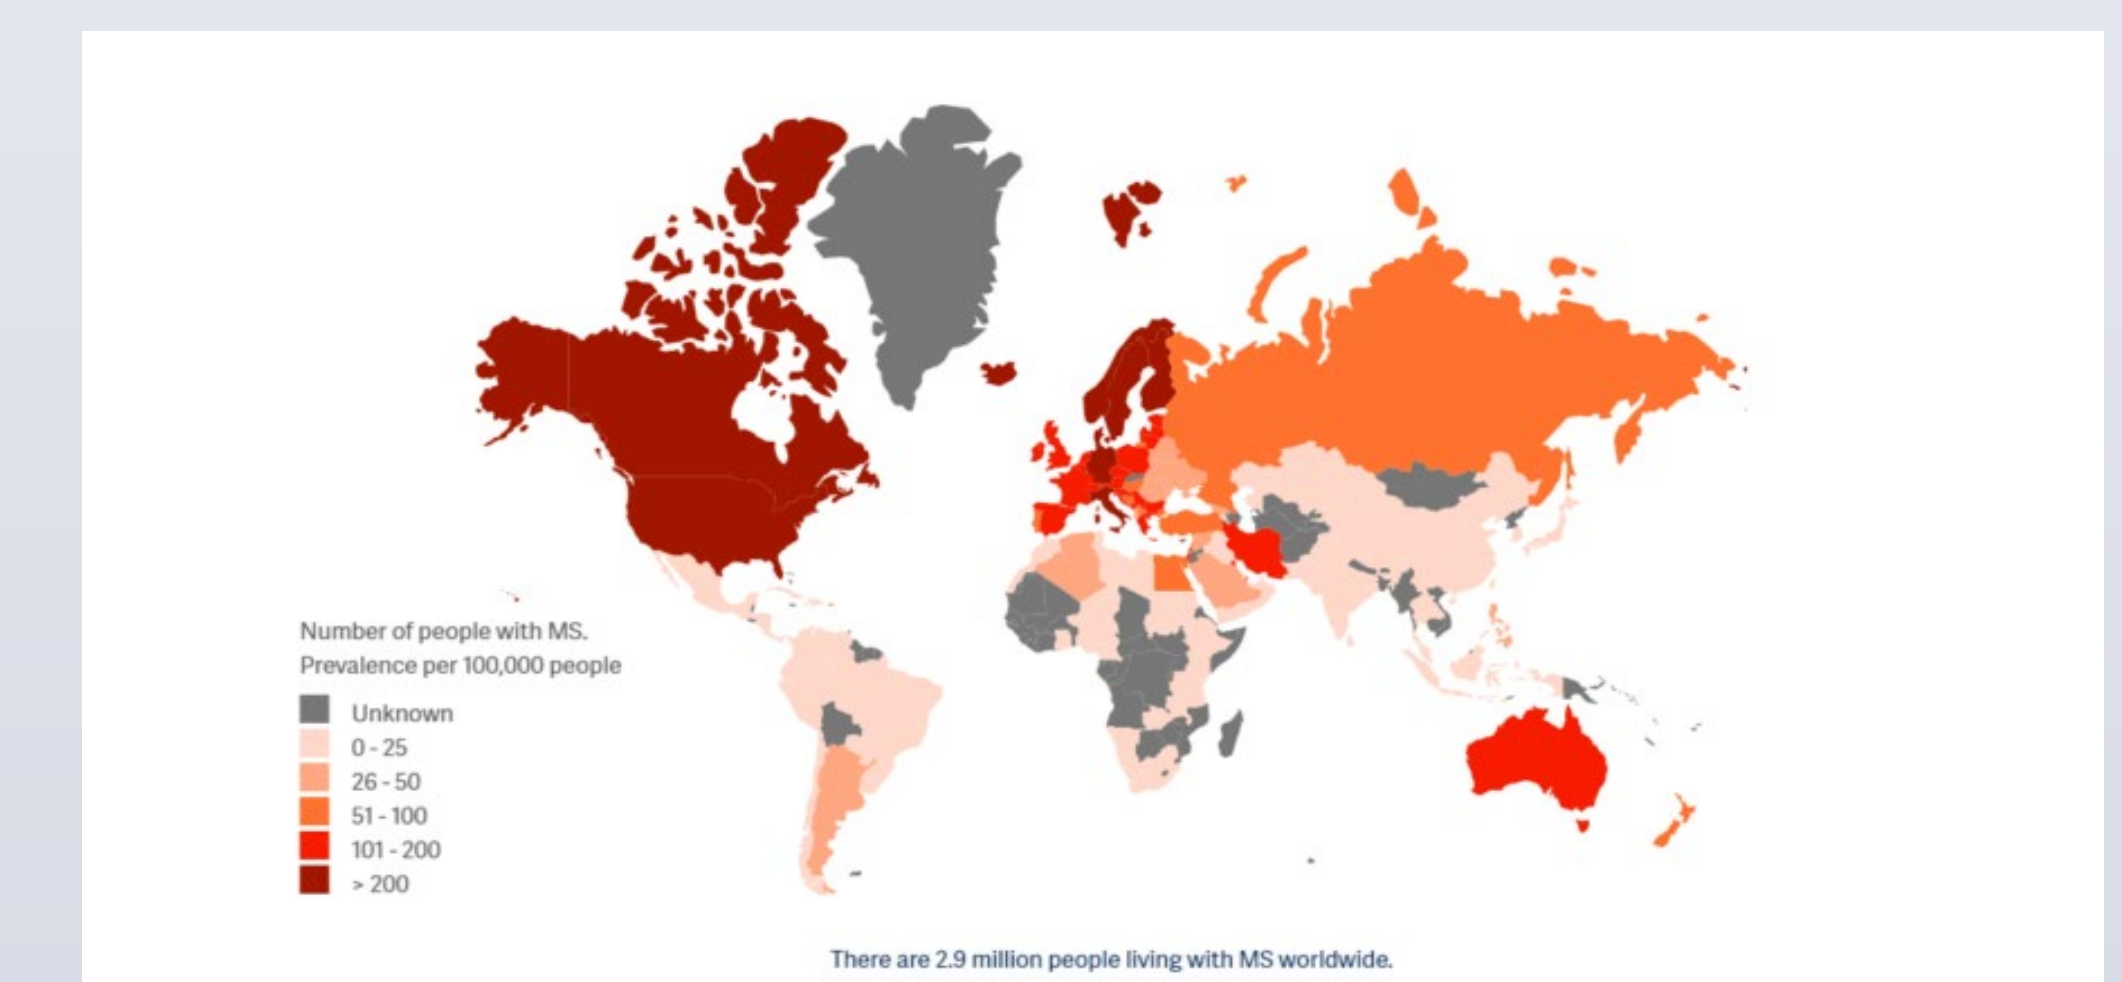 Number of people with MS.
Prevalence per 100,000 people
Unknown
0 - 25
26 - 50
51 - 100
101 - 200
> 200
There are 2.9 million people living with MS worldwide.